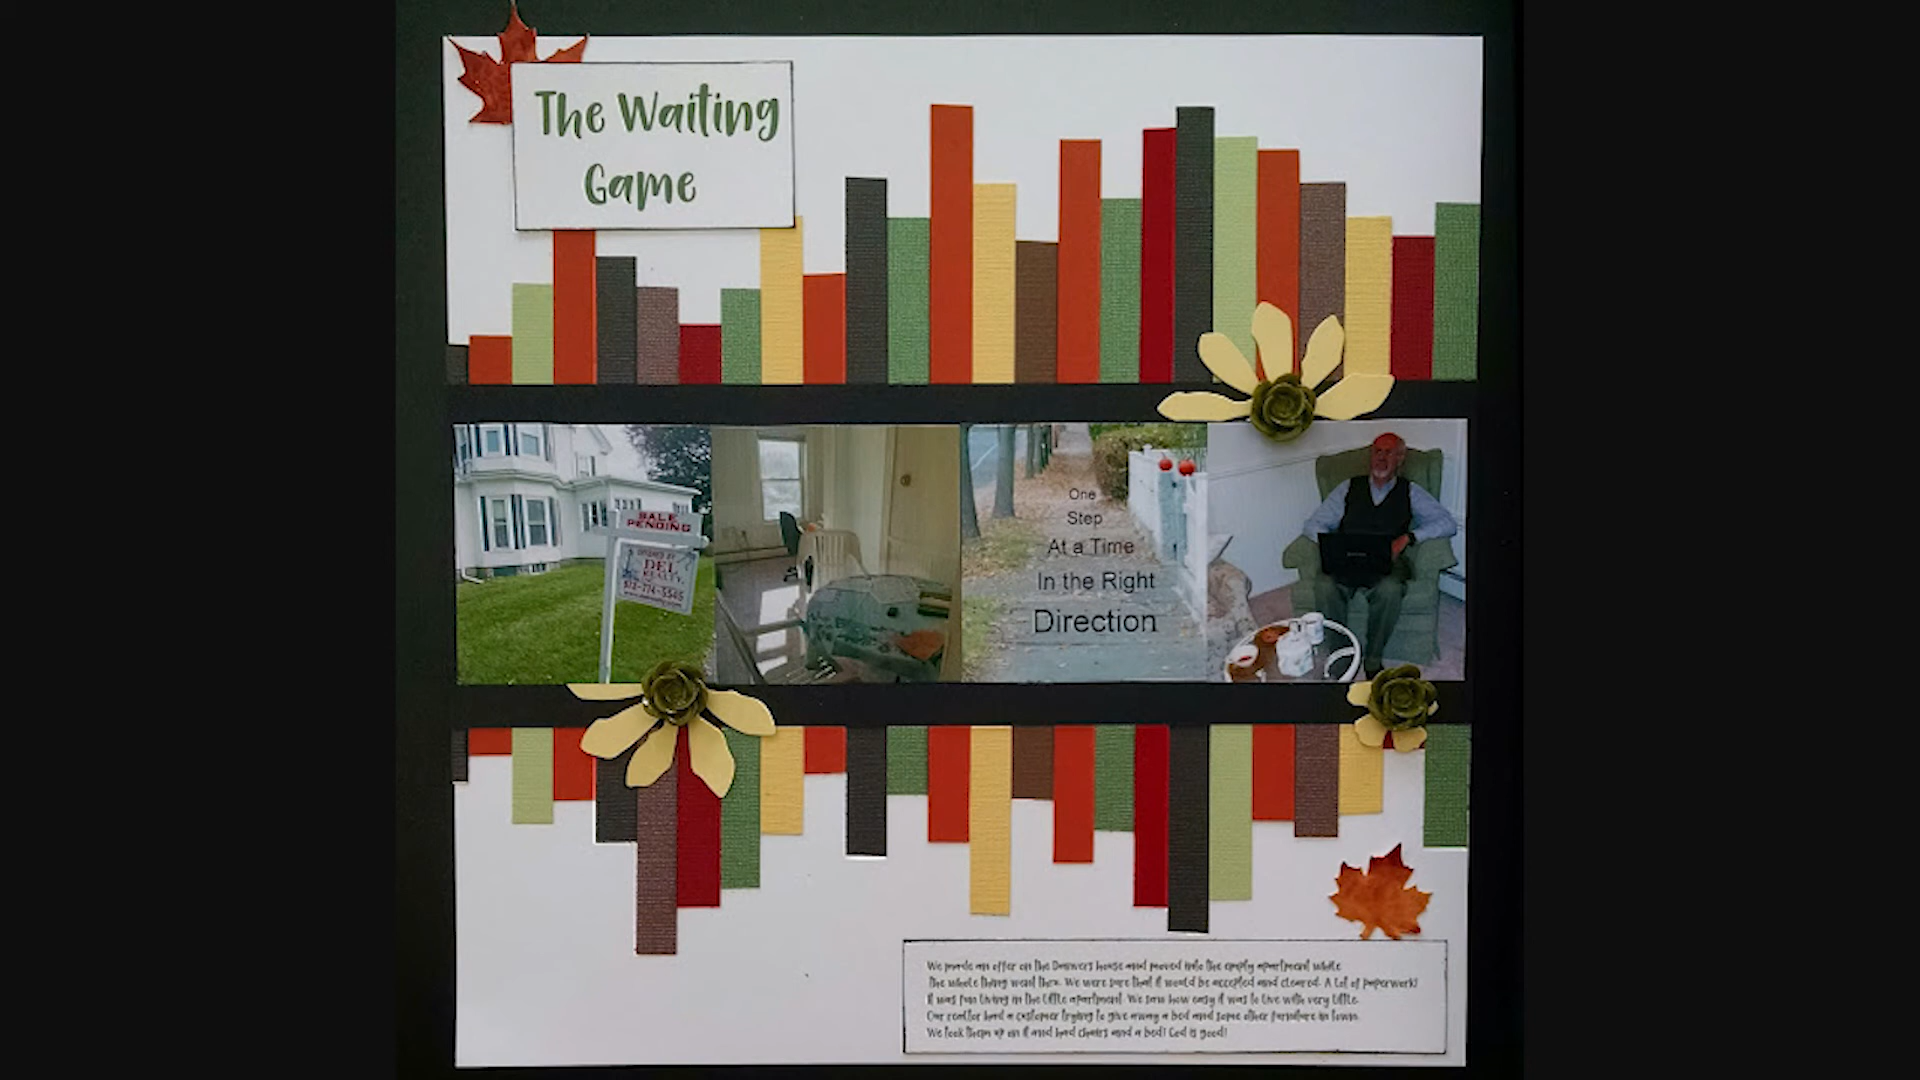 The Waiting
Game
SALE
PENDING
DEL
REALTY
One
Step
At a Time
In the Right
Direction
We made an offer on the Danvers house and moved into the empty apartment while
the whole thing went thru. We were sure that it would be accepted and cleared. A Lot of paperwork!
It was fun living in the little apartment. We saw how easy it was to live with very little.
Our realtor had a customer trying to give away a bed and some other furniture in town.
We took them up on it and had chairs and a bed! God is good!